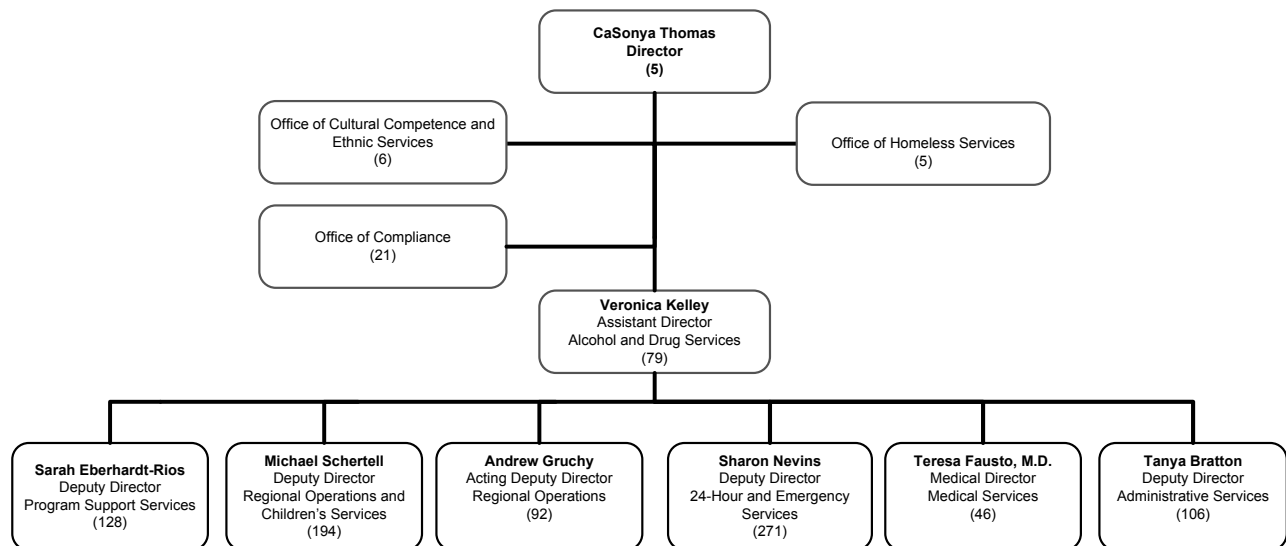 CaSonya Thomas
Director
(5)
Office of Cultural Competence and
Ethnic Services
(6)
Office of Homeless Services
(5)
Office of Compliance
(21)
Veronica Kelley
Assistant Director
Alcohol and Drug Services
(79)
Sarah Eberhardt-Rios
Deputy Director
Program Support Services
(128)
Michael Schertell
Deputy Director
Regional Operations and
Children’s Services
(194)
Andrew Gruchy
Acting Deputy Director
Regional Operations
(92)
Sharon Nevins
Deputy Director
24-Hour and Emergency
Services
(271)
Teresa Fausto, M.D.
Medical Director
Medical Services
(46)
Tanya Bratton
Deputy Director
Administrative Services
(106)